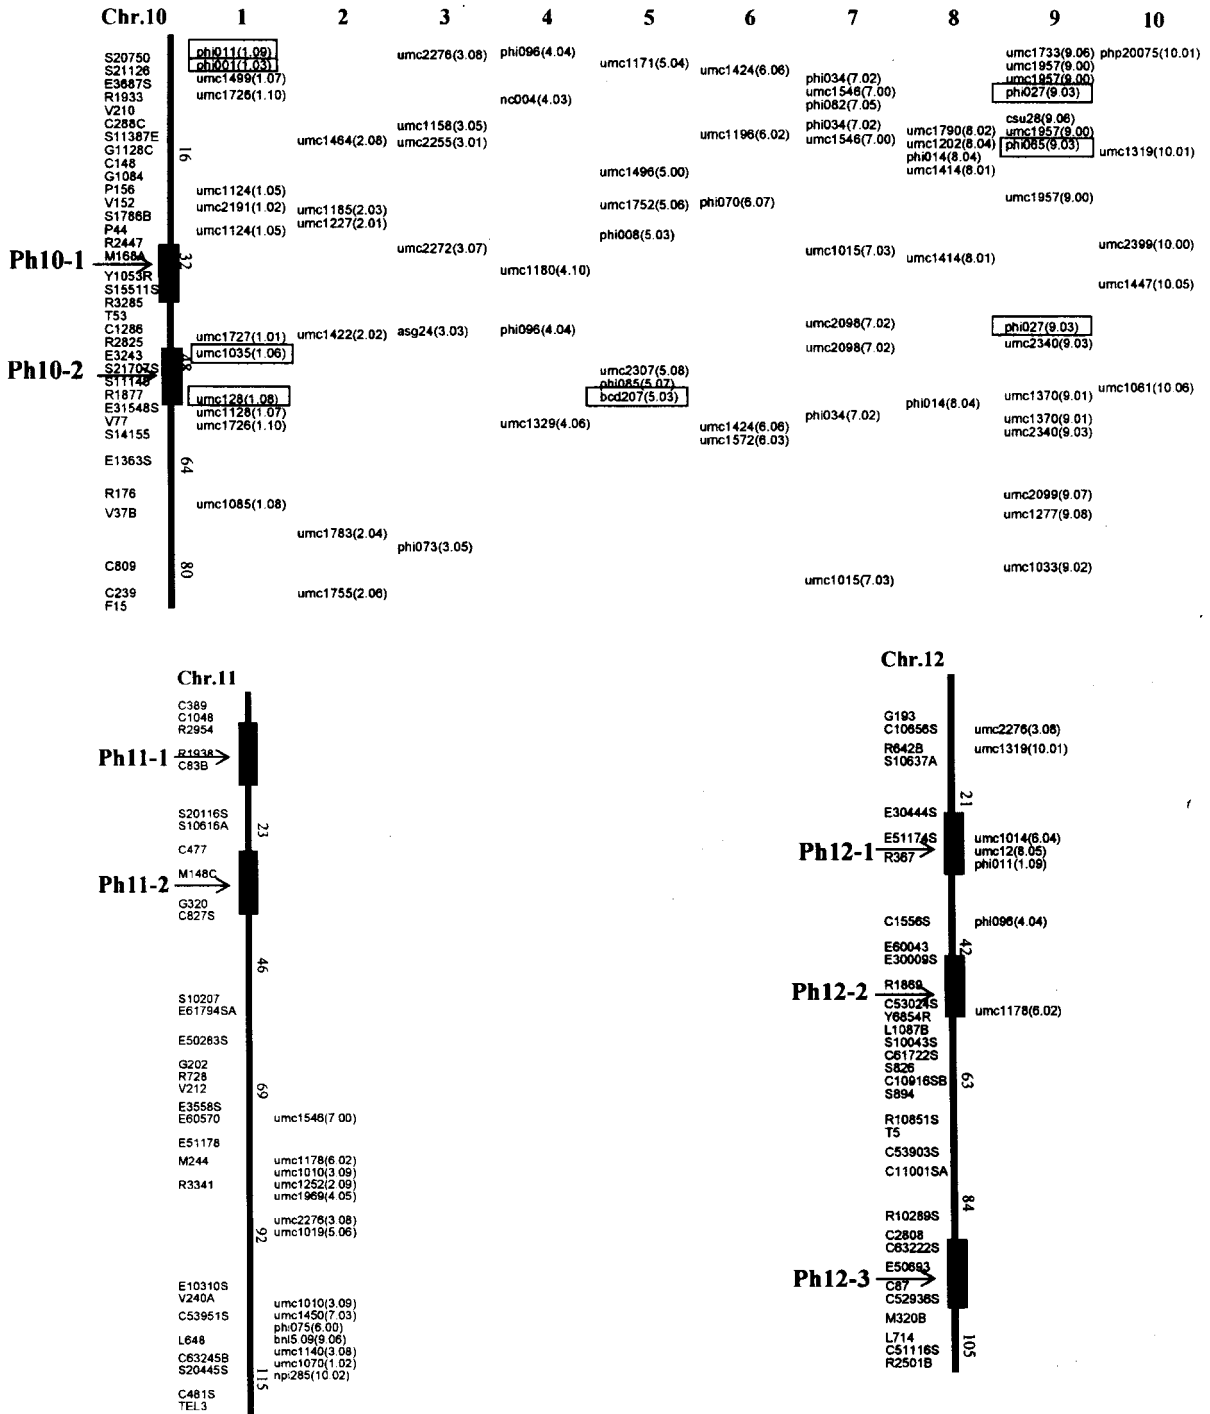 Chr.10 1 2 3 4 5 6 7 8 9 10
S20750
S21126
E3687S
R1933
V210
C288C
S11387E
G1128C
C148
G1084
P156
V152
S1786B
P44
R2447
M168A
Y1053R
S15511S
R3285
T53
C1286
R2825
E3243
S21707S
S11148
R1877
E31548S
V77
S14155
E1363S
R176
V37B
C809
C239
F15
Ph10-1
Ph10-2
16
32
48
64
80
phi011(1.09)
phi001(1.03)
umc1499(1.07)
umc1726(1.10)
umc1124(1.05)
umc2191(1.02)
umc1124(1.05)
umc1727(1.01)
umc1035(1.06)
umc128(1.08)
umc1128(1.07)
umc1726(1.10)
umc1085(1.08)
umc1464(2.08)
umc1185(2.03)
umc1227(2.01)
umc1422(2.02)
umc1783(2.04)
umc1755(2.06)
umc2276(3.08)
umc1158(3.05)
umc2255(3.01)
umc2272(3.07)
asg24(3.03)
phi073(3.05)
phi096(4.04)
nc004(4.03)
umc1180(4.10)
phi096(4.04)
umc1329(4.06)
umc1171(5.04)
umc1496(5.00)
umc1752(5.06)
phi008(5.03)
umc2307(5.08)
phi085(5.07)
bcd207(5.03)
umc1424(6.06)
umc1196(6.02)
phi070(6.07)
umc1424(6.06)
umc1572(6.03)
phi034(7.02)
umc1546(7.00)
phi082(7.05)
phi034(7.02)
umc1546(7.00)
umc1015(7.03)
umc2098(7.02)
umc2098(7.02)
phi034(7.02)
umc1015(7.03)
umc1790(8.02)
umc1202(8.04)
phi014(8.04)
umc1414(8.01)
umc1414(8.01)
phi014(8.04)
umc1733(9.06)
umc1957(9.00)
umc1957(9.00)
phi027(9.03)
csu28(9.06)
umc1957(9.00)
phi065(9.03)
umc1957(9.00)
phi027(9.03)
umc2340(9.03)
umc1370(9.01)
umc1370(9.01)
umc2340(9.03)
umc2099(9.07)
umc1277(9.08)
umc1033(9.02)
php20075(10.01)
umc1319(10.01)
umc2399(10.00)
umc1447(10.05)
umc1061(10.06)
Chr.11
C389
C1048
R2954
R1938
C83B
S20116S
S10616A
C477
M148C
G320
C827S
S10207
E61794SA
E50283S
G202
R728
V212
E3558S
E60570
E51178
M244
R3341
E10310S
V240A
C53951S
L648
C63245B
S20445S
C481S
TEL3
Ph11-1
Ph11-2
23
46
69
92
115
umc1546(7 00)
umc1178(6.02)
umc1010(3.09)
umc1252(2.09)
umc1969(4.05)
umc2276(3.08)
umc1019(5.06)
umc1010(3.09)
umc1450(7.03)
phi075(6.00)
bnl5 09(9.06)
umc1140(3.08)
umc1070(1.02)
npi285(10.02)
Chr.12
G193
C10656S
R642B
S10637A
E30444S
E51174S
R367
C1556S
E60043
E30009S
R1869
C53024S
Y6854R
L1087B
S10043S
C61722S
S826
C10916SB
S894
R10851S
T5
C53903S
C11001SA
R10289S
C2808
C63222S
E50693
C87
C52936S
M320B
L714
C51116S
R2501B
Ph12-1
Ph12-2
Ph12-3
21
42
63
84
105
umc2276(3.08)
umc1319(10.01)
umc1014(6.04)
umc12(8.05)
phi011(1.09)
phi096(4.04)
umc1178(6.02)